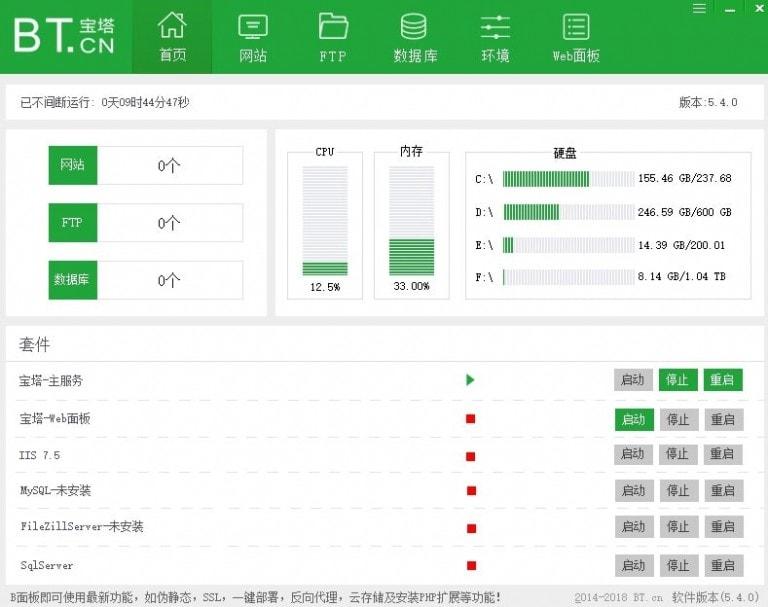 BT.宝塔.CN
首页 网站 FTP 数据库 环境 Web面板
已不间断运行: 0天09时44分47秒 版本:5.4.0
网站 0个
FTP 0个
数据库 0个
CPU 内存 硬盘
12.5% 33.00%
C:\ 155.46 GB/237.68
D:\ 246.59 GB/600 GB
E:\ 14.39 GB/200.01
F:\ 8.14 GB/1.04 TB
套件
宝塔-主服务 启动 停止 重启
宝塔-Web面板 启动 停止 重启
IIS 7.5 启动 停止 重启
MySQL-未安装 启动 停止 重启
FileZillServer-未安装 启动 停止 重启
SqlServer 启动 停止 重启
B面板即可使用最新功能，如伪静态，SSL，一键部署，反向代理，云存储及安装PHP扩展等功能！ 2014-2018 BT.cn 软件版本(5.4.0)